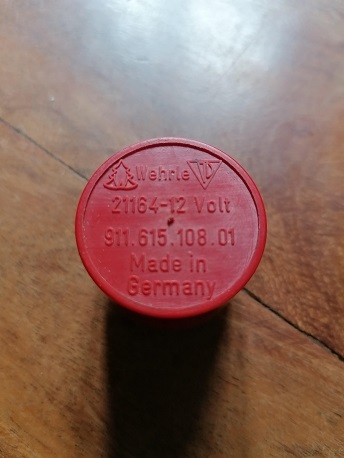 Wehrle W
21164-12 Volt
911.615.108.01
Made in
Germany